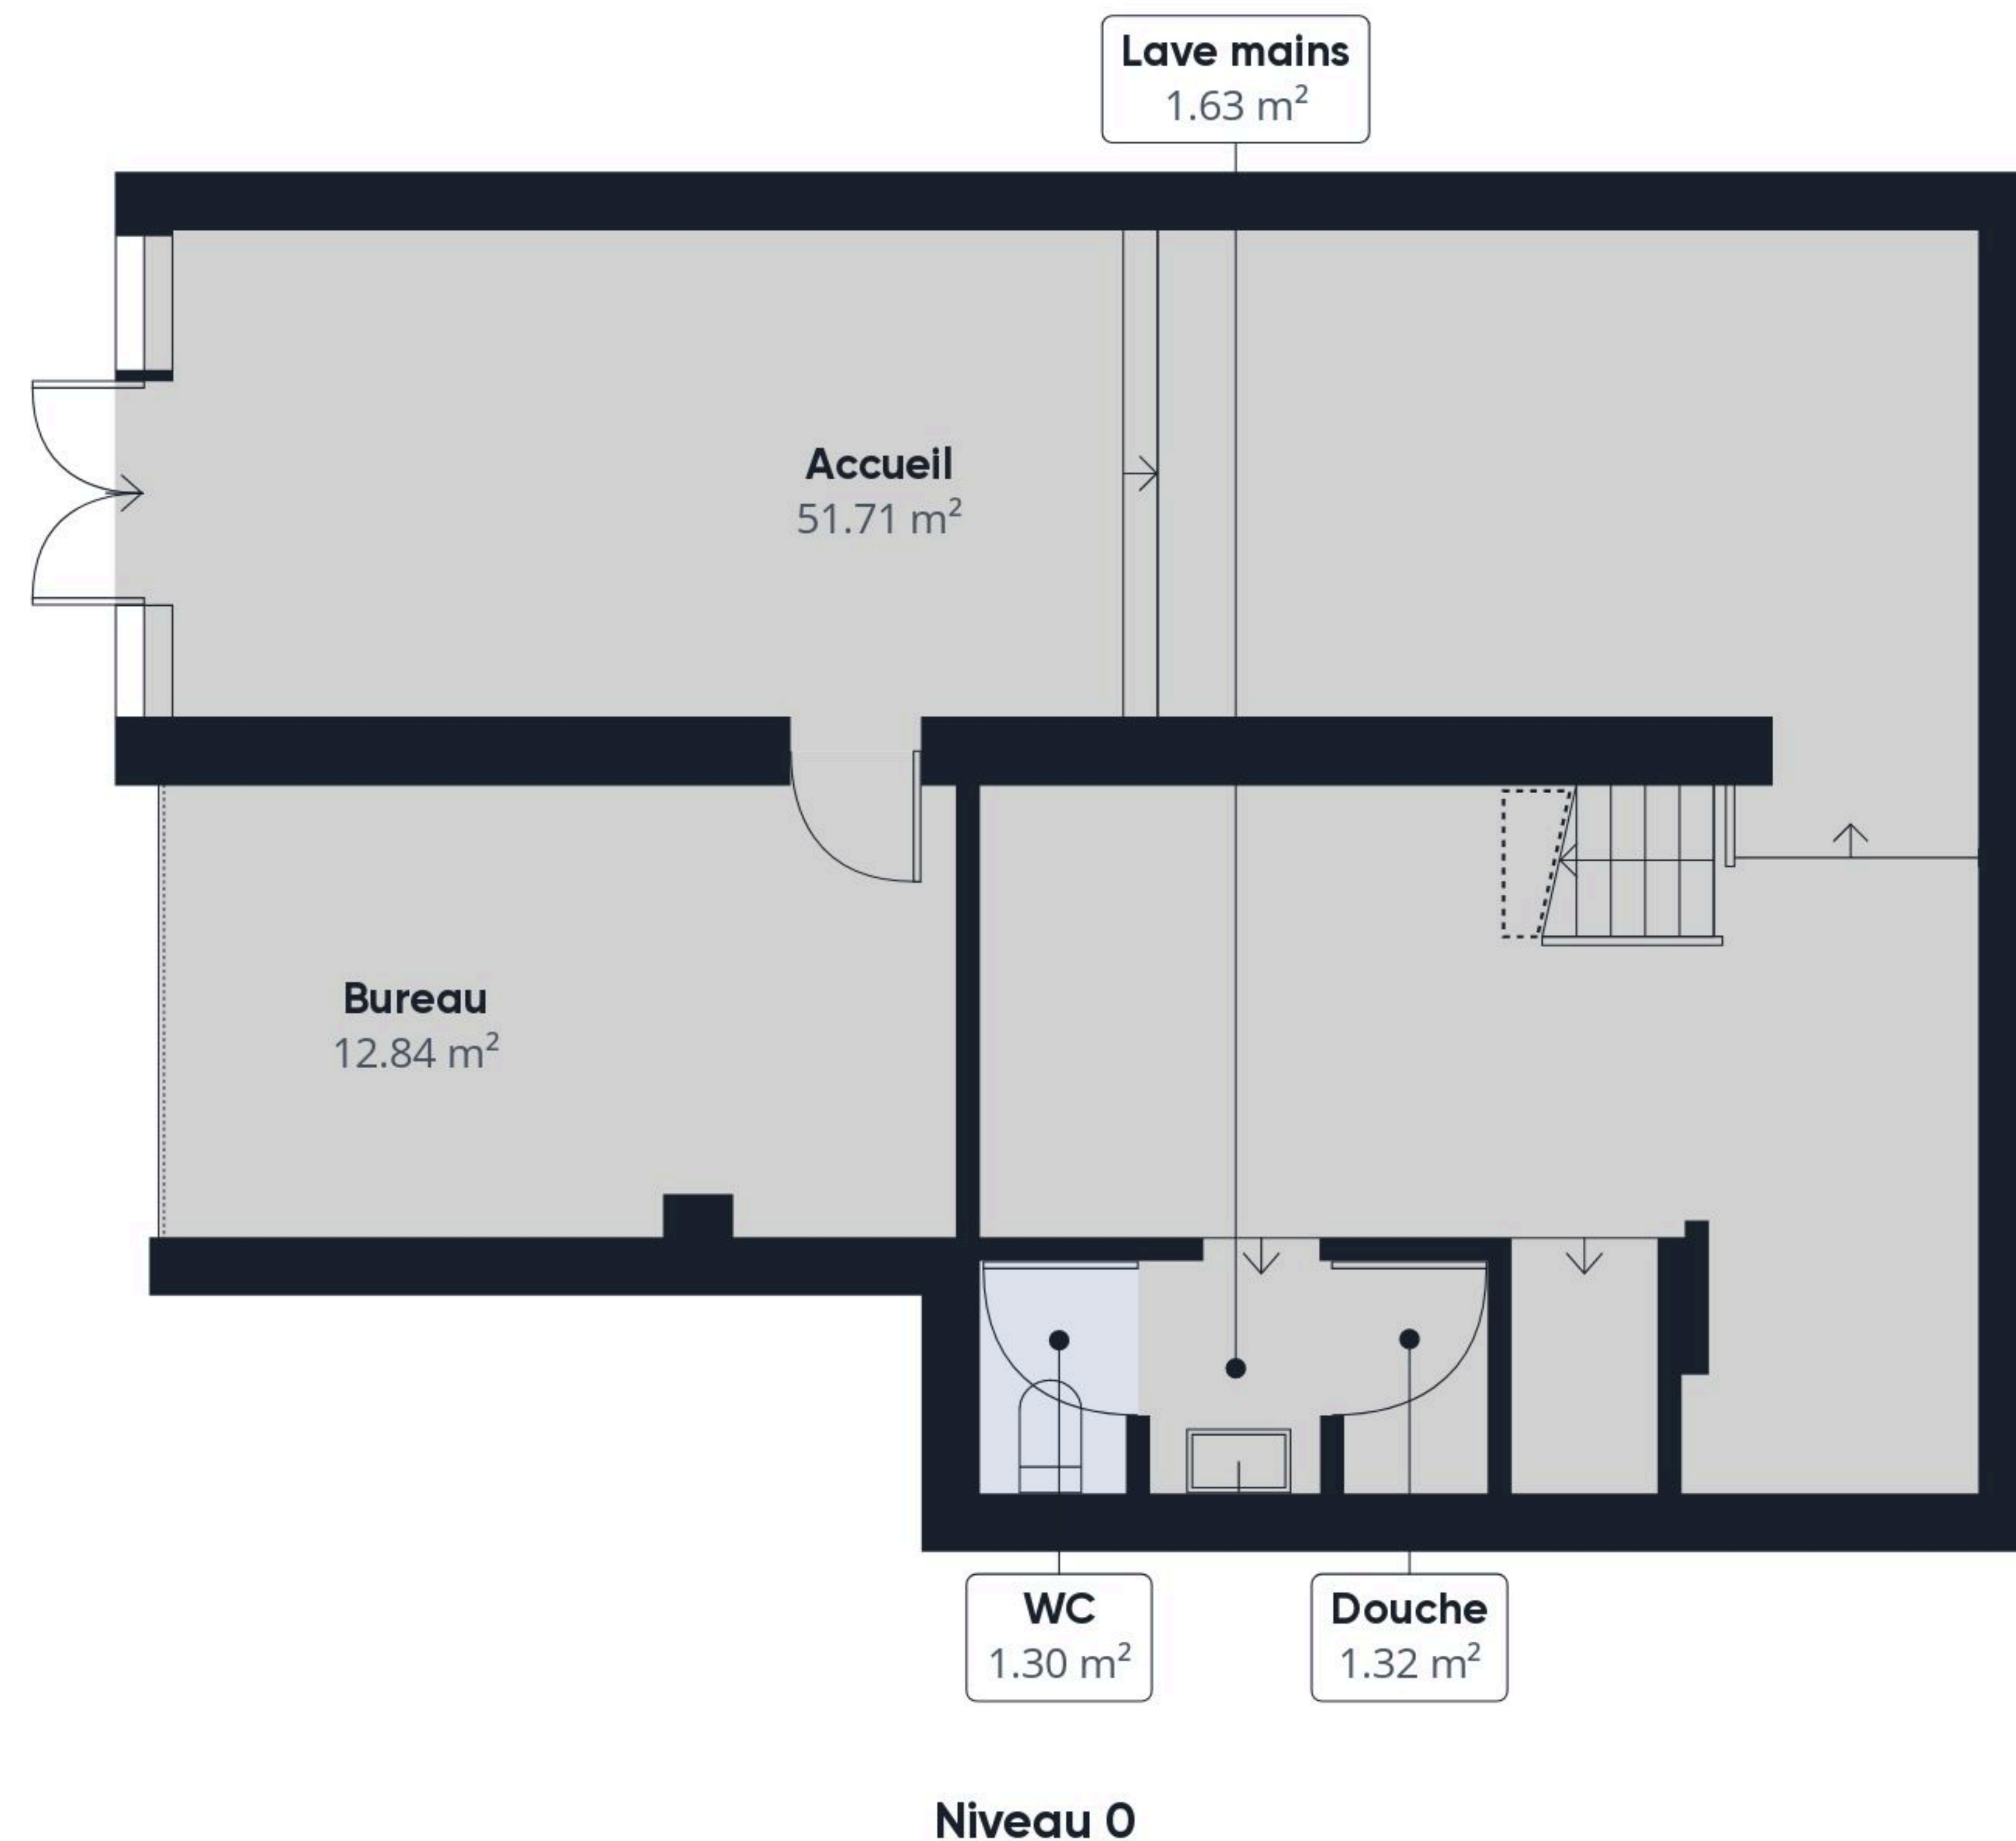 Lave mains
1.63 m²
Accueil
51.71 m²
Bureau
12.84 m²
WC
1.30 m²
Douche
1.32 m²
Niveau 0